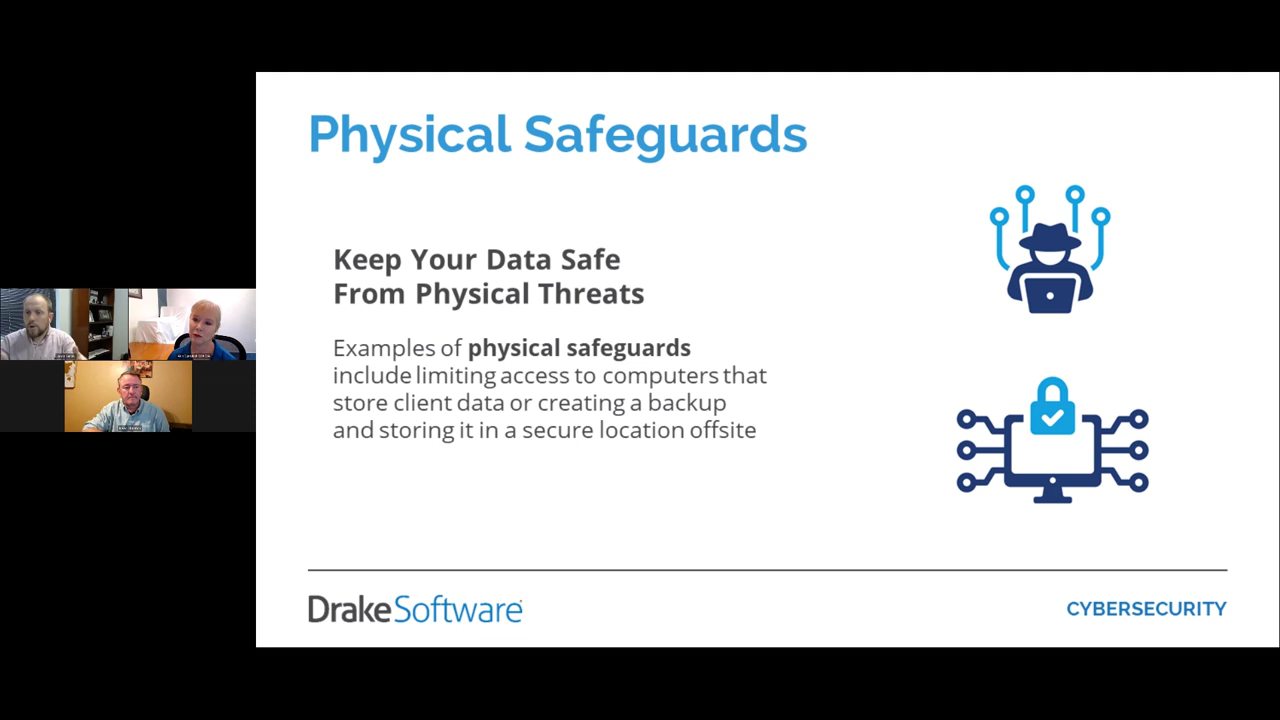 Physical Safeguards
Keep Your Data Safe
From Physical Threats
Examples of physical safeguards
include limiting access to computers that
store client data or creating a backup
and storing it in a secure location offsite
DrakeSoftware
CYBERSECURITY